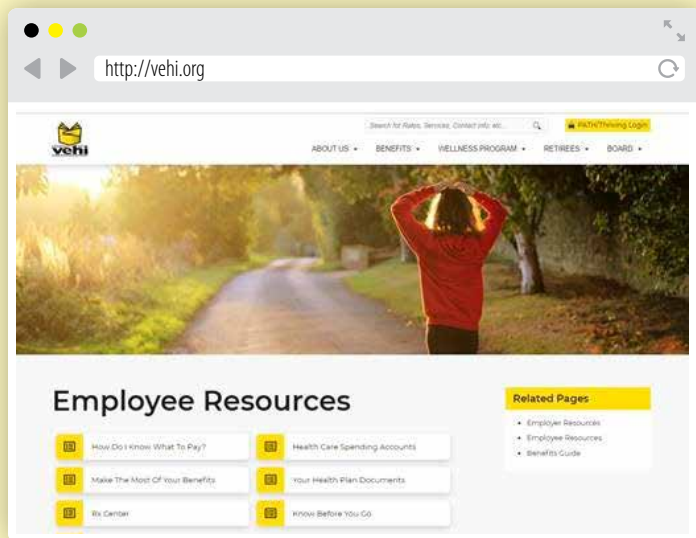 http://vehi.org
Search for Rates, Services, Contact info, etc...
PATH/Thriving Login
vehi
ABOUT US BENEFITS WELLNESS PROGRAM RETIREES BOARD
Employee Resources
Related Pages
Employer Resources
Employee Resources
Benefits Guide
How Do I Know What To Pay? Health Care Spending Accounts
Make The Most Of Your Benefits Your Health Plan Documents
Rx Center Know Before You Go